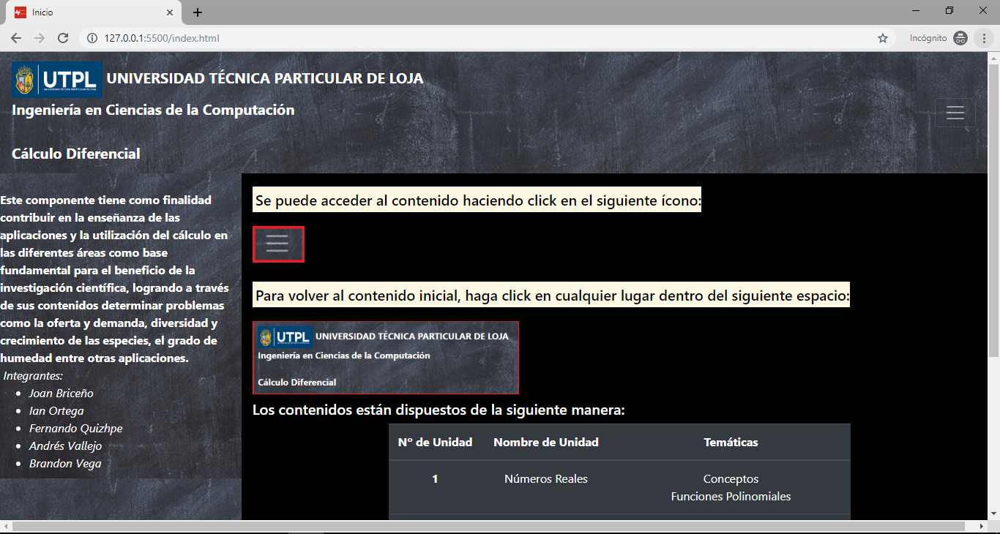 Inicio
127.0.0.1:5500/index.html
Incógnito
UTPL UNIVERSIDAD TÉCNICA PARTICULAR DE LOJA
Ingeniería en Ciencias de la Computación
Cálculo Diferencial
Este componente tiene como finalidad
contribuir en la enseñanza de las
aplicaciones y la utilización del cálculo en
las diferentes áreas como base
fundamental para el beneficio de la
investigación científica, logrando a través
de sus contenidos determinar problemas
como la oferta y demanda, diversidad y
crecimiento de las especies, el grado de
humedad entre otras aplicaciones.
Integrantes:
Joan Briceño
Ian Ortega
Fernando Quizhpe
Andrés Vallejo
Brandon Vega
Se puede acceder al contenido haciendo click en el siguiente ícono:
Para volver al contenido inicial, haga click en cualquier lugar dentro del siguiente espacio:
UTPL UNIVERSIDAD TÉCNICA PARTICULAR DE LOJA
Ingeniería en Ciencias de la Computación
Cálculo Diferencial
Los contenidos están dispuestos de la siguiente manera:
Nº de Unidad Nombre de Unidad Temáticas
1 Números Reales Conceptos
Funciones Polinomiales